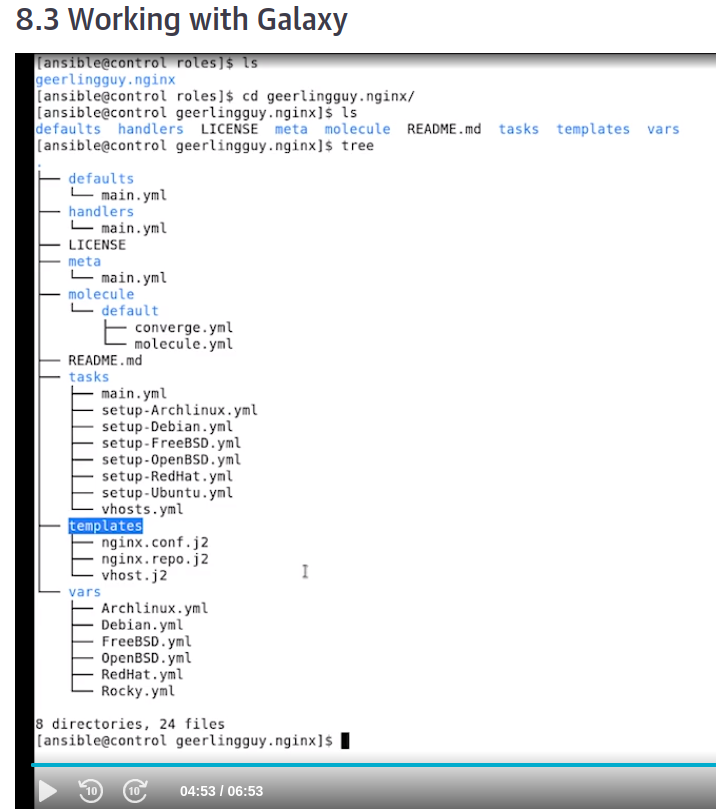 8.3 Working with Galaxy
[ansible@control roles]$ ls
geerlingguy.nginx
[ansible@control roles]$ cd geerlingguy.nginx/
[ansible@control geerlingguy.nginx]$ ls
defaults  handlers  LICENSE  meta  molecule  README.md  tasks  templates  vars
[ansible@control geerlingguy.nginx]$ tree
.
├── defaults
│   └── main.yml
├── handlers
│   └── main.yml
├── LICENSE
├── meta
│   └── main.yml
├── molecule
│   └── default
│       ├── converge.yml
│       └── molecule.yml
├── README.md
├── tasks
│   ├── main.yml
│   ├── setup-Archlinux.yml
│   ├── setup-Debian.yml
│   ├── setup-FreeBSD.yml
│   ├── setup-OpenBSD.yml
│   ├── setup-RedHat.yml
│   ├── setup-Ubuntu.yml
│   └── vhosts.yml
├── templates
│   ├── nginx.conf.j2
│   ├── nginx.repo.j2
│   └── vhost.j2
└── vars
    ├── Archlinux.yml
    ├── Debian.yml
    ├── FreeBSD.yml
    ├── OpenBSD.yml
    ├── RedHat.yml
    └── Rocky.yml
8 directories, 24 files
[ansible@control geerlingguy.nginx]$
10 10 04:53 / 06:53